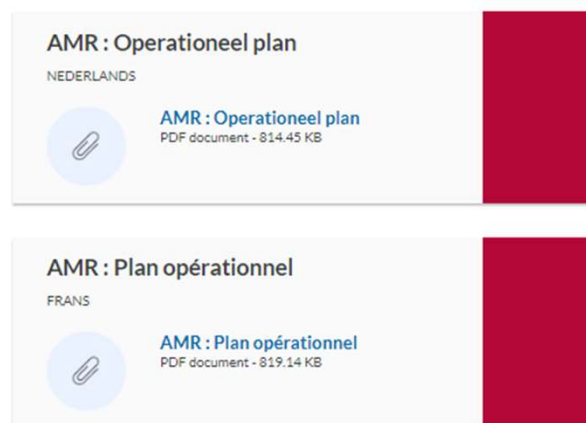 AMR : Operationeel plan
NEDERLANDS
AMR : Operationeel plan
PDF document - 814.45 KB
AMR : Plan opérationnel
FRANS
AMR : Plan opérationnel
PDF document - 819.14 KB